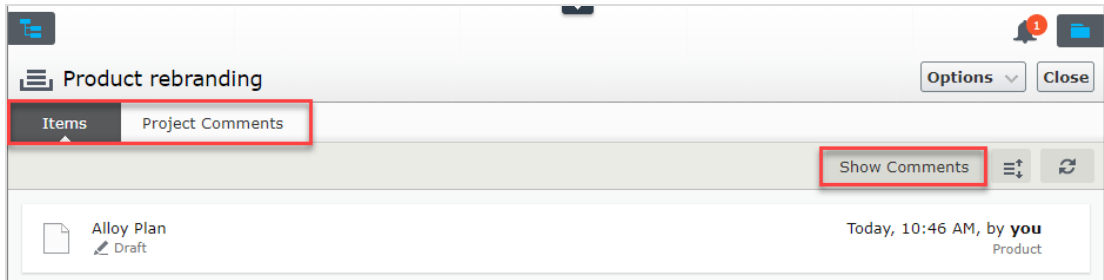 1
Product rebranding
Options
Close
Items
Project Comments
Show Comments
Alloy Plan
Today, 10:46 AM, by you
Draft
Product